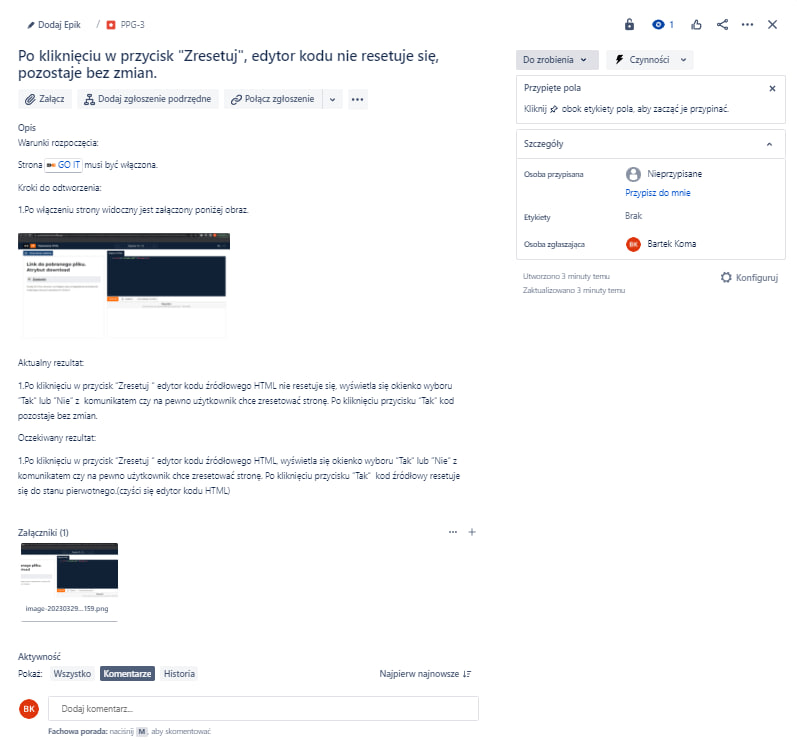 Dodaj Epik / PPG-3
1
Po kliknięciu w przycisk "Zresetuj", edytor kodu nie resetuje się,
pozostaje bez zmian.
Załącz
Dodaj zgłoszenie podrzędne
Połącz zgłoszenie
Opis
Warunki rozpoczęcia:
Strona GO IT musi być włączona.
Kroki do odtworzenia:
1.Po włączeniu strony widoczny jest załączony poniżej obraz.
Link do pobranego pliku.
Atrybut download
Aktualny rezultat:
1.Po kliknięciu w przycisk "Zresetuj " edytor kodu źródłowego HTML nie resetuje się, wyświetla się okienko wyboru
"Tak" lub "Nie" z komunikatem czy na pewno użytkownik chce zresetować stronę. Po kliknięciu przycisku "Tak" kod
pozostaje bez zmian.
Oczekiwany rezultat:
1.Po kliknięciu w przycisk "Zresetuj " edytor kodu źródłowego HTML, wyświetla się okienko wyboru "Tak" lub "Nie" z
komunikatem czy na pewno użytkownik chce zresetować stronę. Po kliknięciu przycisku "Tak" kod źródłowy resetuje
się do stanu pierwotnego.(czyści się edytor kodu HTML)
Załączniki (1)
image-20230329...159.png
Aktywność
Pokaż: Wszystko Komentarze Historia
Najpierw najnowsze
BK
Dodaj komentarz...
Fachowa porada: naciśnij M, aby skomentować
Do zrobienia
Czynności
Przypięte pola
Kliknij obok etykiety pola, aby zacząć je przypinać.
Szczegóły
Osoba przypisana
Nieprzypisane
Przypisz do mnie
Etykiety
Brak
Osoba zgłaszająca
BK Bartek Koma
Utworzono 3 minuty temu
Zaktualizowano 3 minuty temu
Konfiguruj